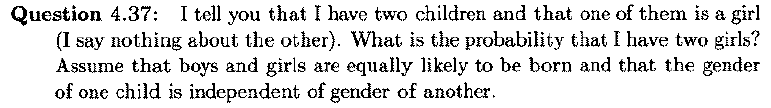 Question 4.37: I tell you that I have two children and that one of them is a girl
(I say nothing about the other). What is the probability that I have two girls?
Assume that boys and girls are equally likely to be born and that the gender
of one child is independent of gender of another.